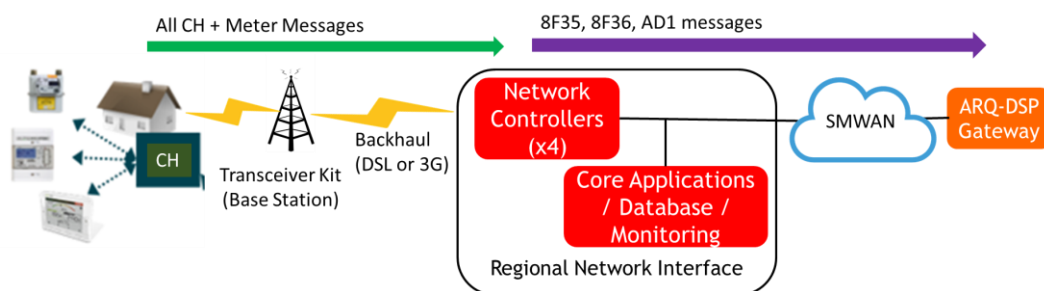 All CH + Meter Messages
8F35, 8F36, AD1 messages
CH
Transceiver Kit
(Base Station)
Backhaul
(DSL or 3G)
Network
Controllers
(x4)
Core Applications
/ Database /
Monitoring
Regional Network Interface
SMWAN
ARQ-DSP
Gateway